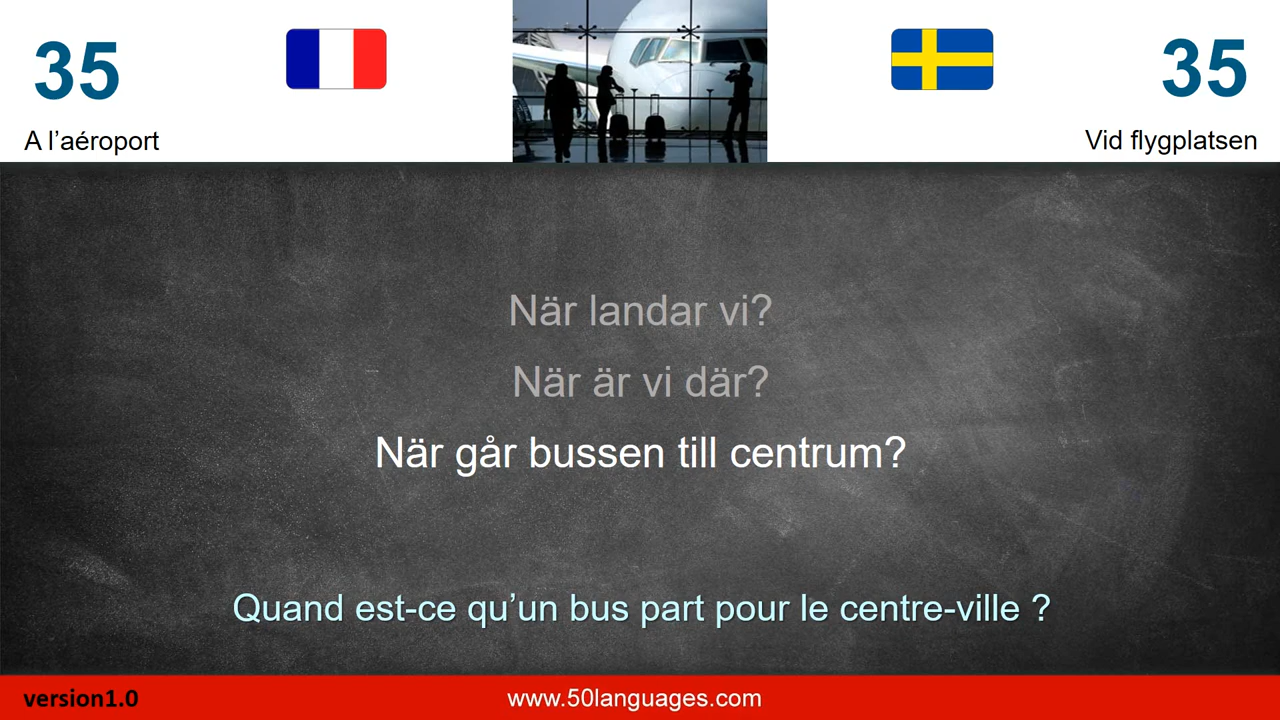 35
35
A l’aéroport
Vid flygplatsen
När landar vi?
När är vi där?
När går bussen till centrum?
Quand est-ce qu’un bus part pour le centre-ville ?
version1.0
www.50languages.com